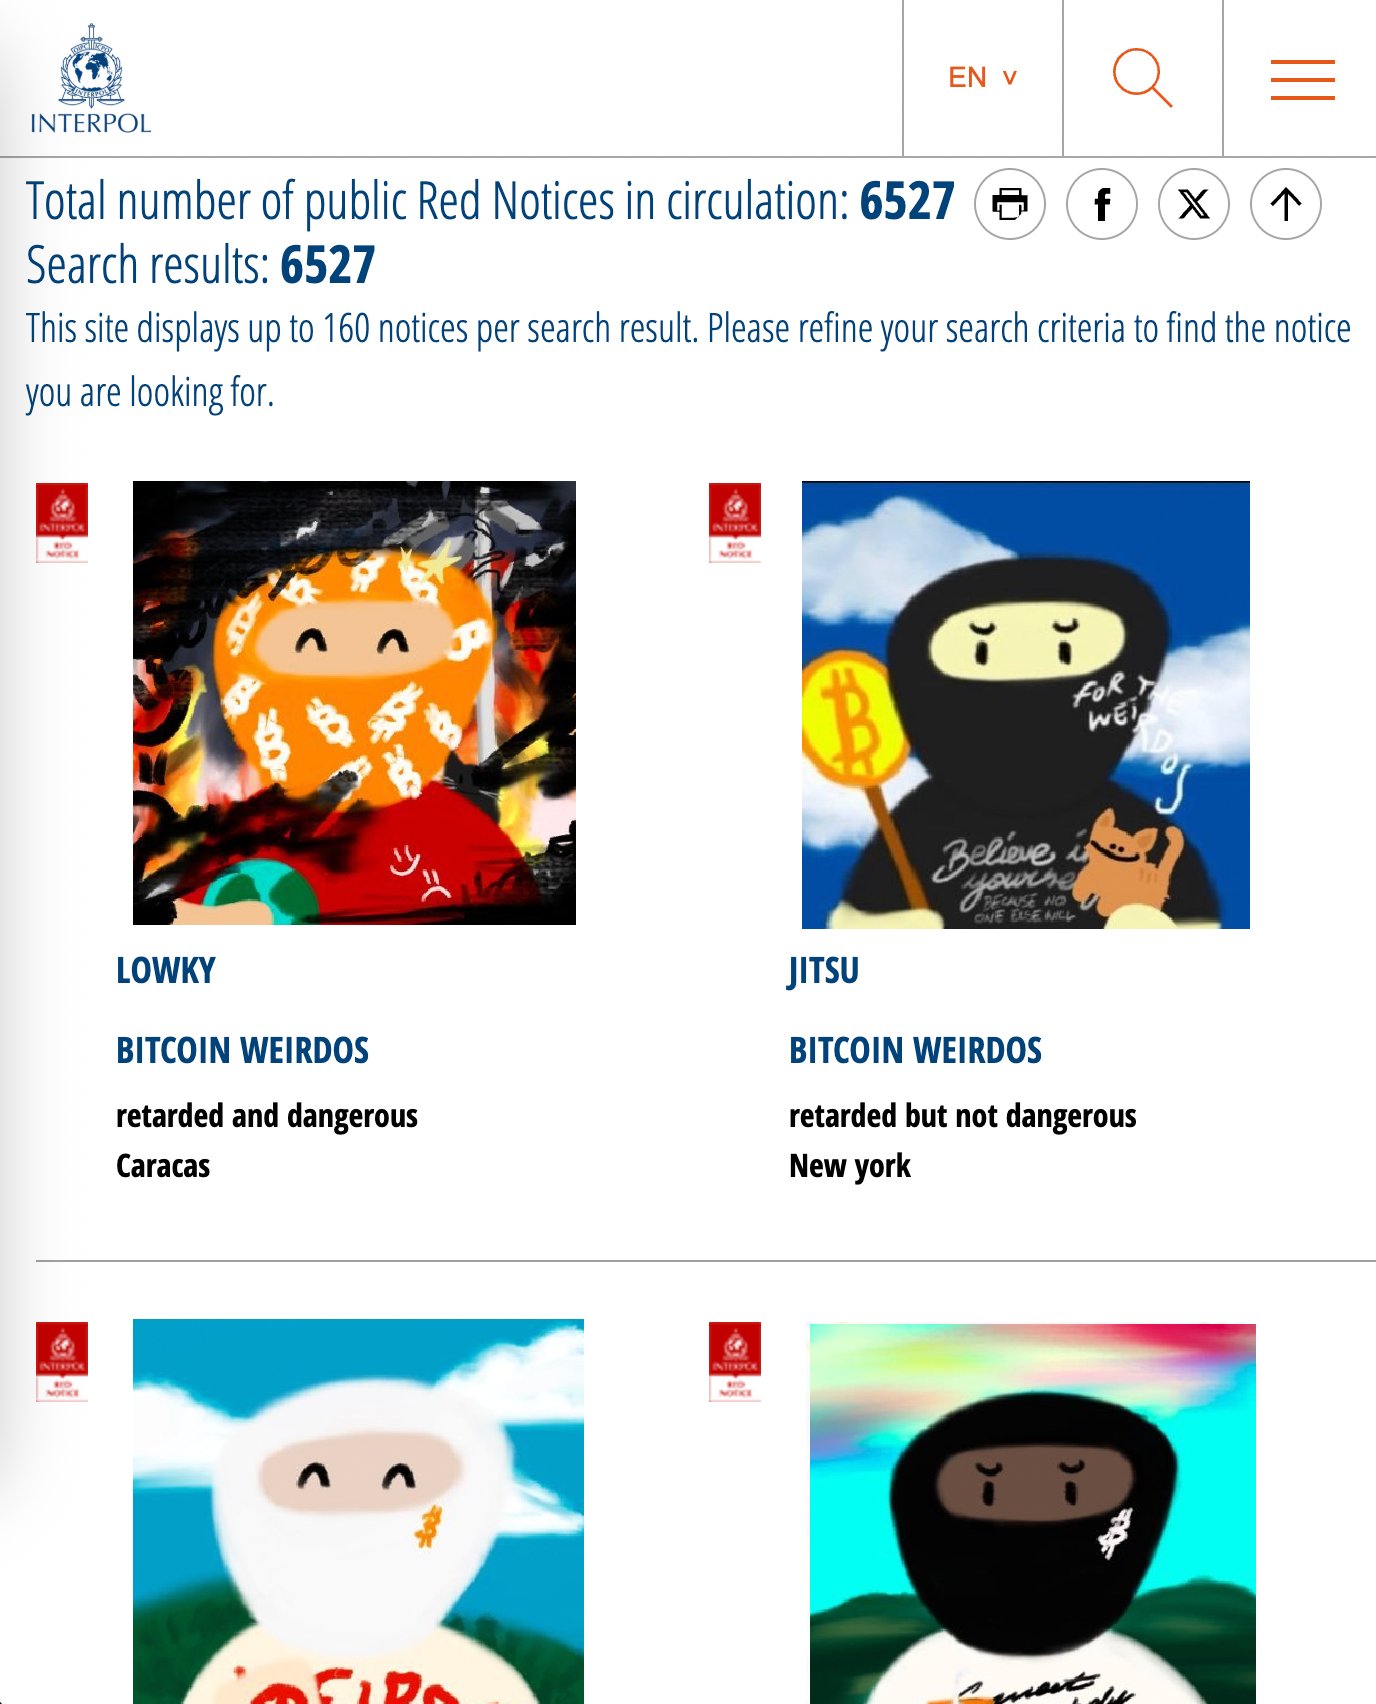 INTERPOL
EN
Total number of public Red Notices in circulation: 6527
Search results: 6527
This site displays up to 160 notices per search result. Please refine your search criteria to find the notice
you are looking for.
INTERPOL
RED
NOTICE
INTERPOL
RED
NOTICE
FOR THE
WEIRDOS
Believe in
yourse
BECAUSE NO
ONE ELSE WILL
LOWKY
JITSU
BITCOIN WEIRDOS
BITCOIN WEIRDOS
retarded and dangerous
retarded but not dangerous
Caracas
New york
INTERPOL
RED
NOTICE
INTERPOL
RED
NOTICE